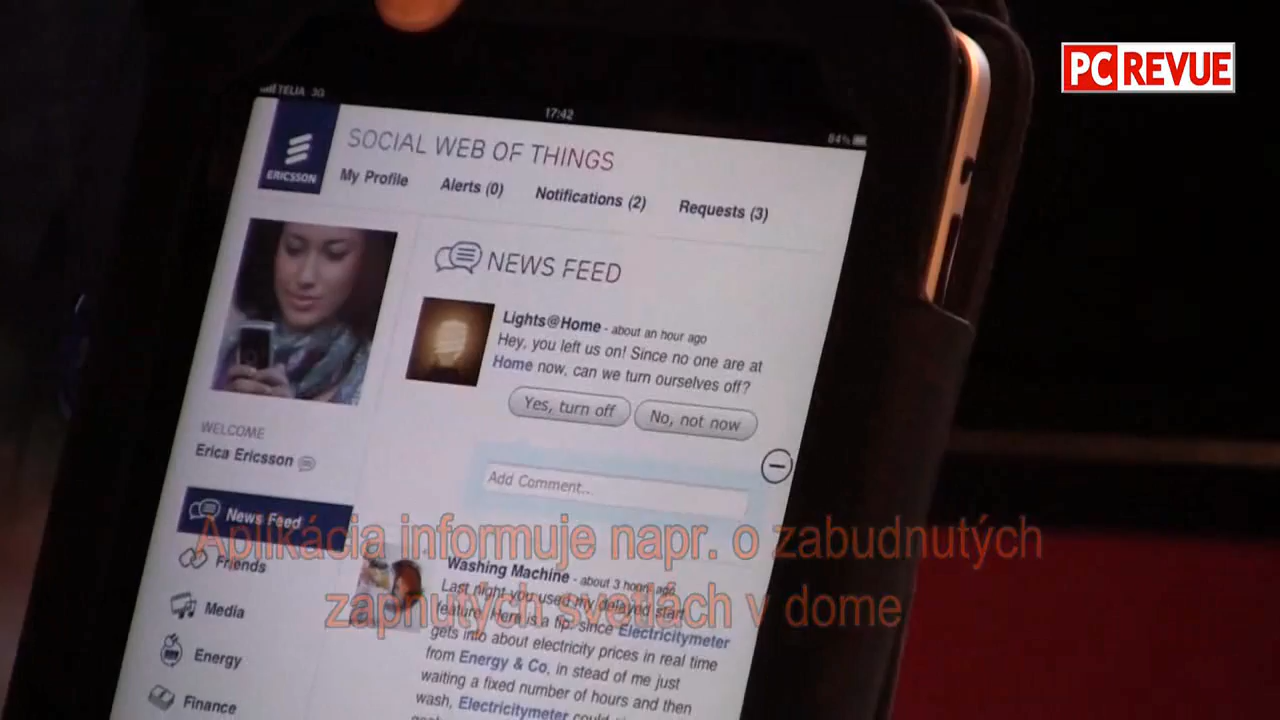 PC REVUE
TELIA 3G
17:42
84%
ERICSSON
SOCIAL WEB OF THINGS
My Profile
Alerts (0)
Notifications (2)
Requests (3)
NEWS FEED
Lights@Home - about an hour ago
Hey, you left us on! Since no one are at
Home now, can we turn ourselves off?
Yes, turn off
No, not now
Add Comment...
WELCOME
Erica Ericsson
News Feed
Friends
Media
Energy
Finance
Washing Machine - about 3 hours ago
Last night you used my delayed start
feature. Here is a tip: since Electricitymeter
gets info about electricity prices in real time
from Energy & Co, in stead of me just
waiting a fixed number of hours and then
wash, Electricitymeter could
Aplikácia informuje napr. o zabudnutých
zapnutých svetlách v dome